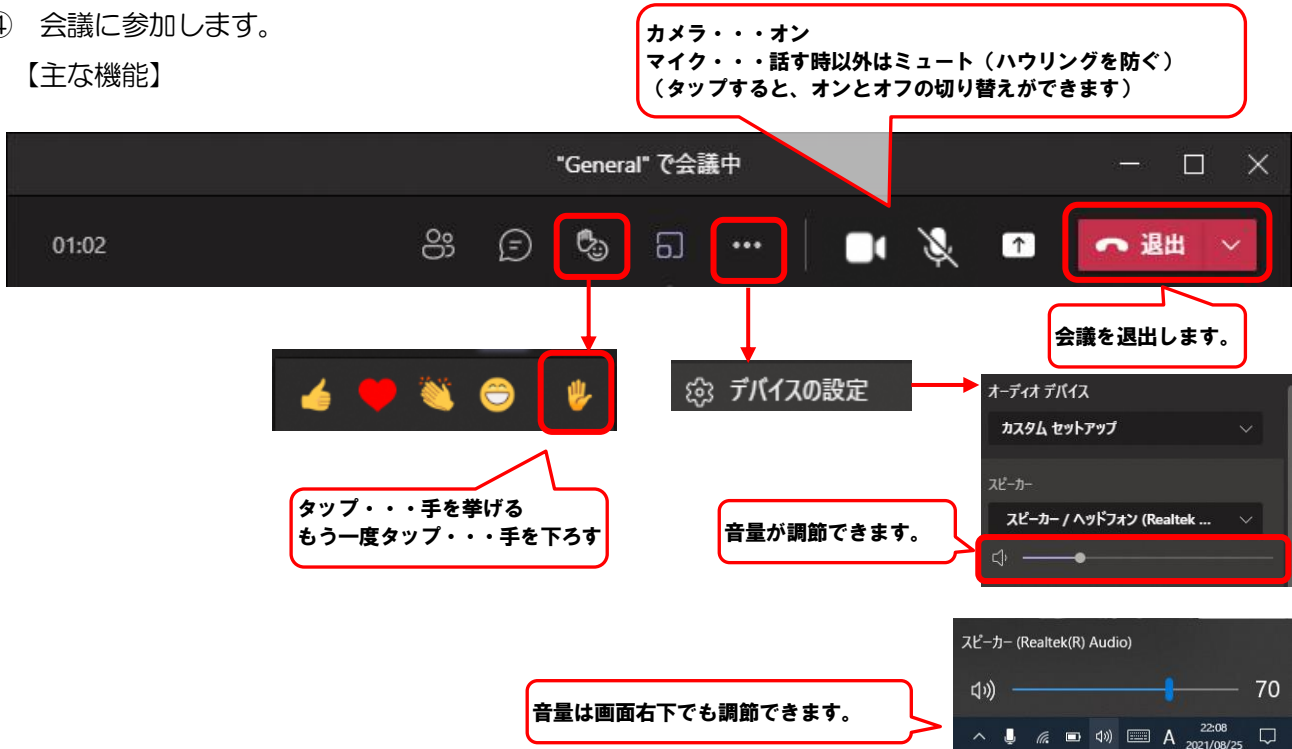 ④　会議に参加します。
【主な機能】
カメラ・・・オン
マイク・・・話す時以外はミュート（ハウリングを防ぐ）
（タップすると、オンとオフの切り替えができます）
"General" で会議中
01:02
退出
会議を退出します。
デバイスの設定
オーディオ デバイス
カスタム セットアップ
スピーカー
スピーカー / ヘッドフォン (Realtek ...
タップ・・・手を挙げる
もう一度タップ・・・手を下ろす
音量が調節できます。
スピーカー (Realtek(R) Audio)
70
音量は画面右下でも調節できます。
A
22:08
2021/08/25